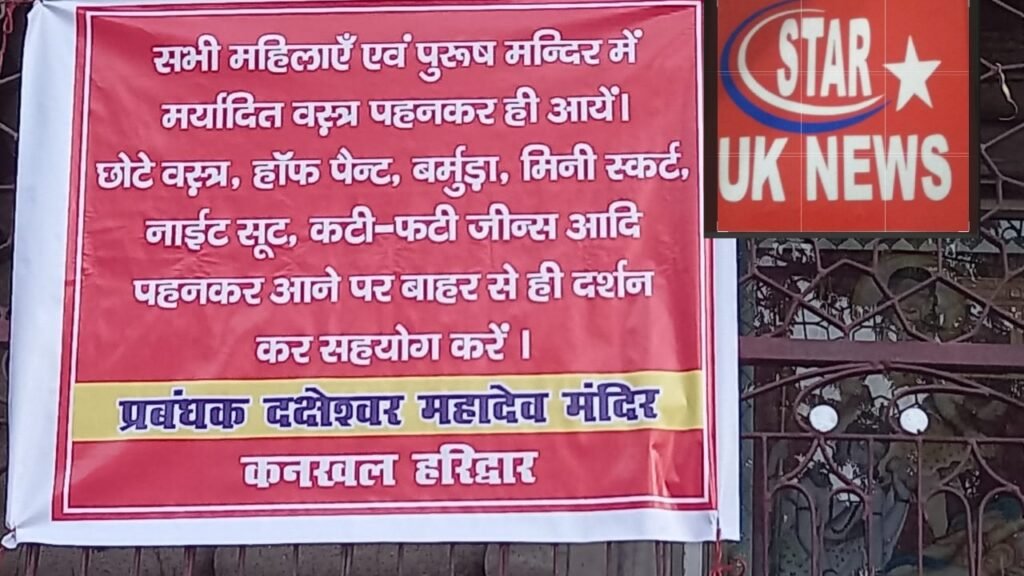 सभी महिलाएँ एवं पुरूष मन्दिर में
मर्यादित वस्त्र पहनकर ही आयें।
छोटे वस्त्र, हॉफ पैन्ट, बर्मुड़ा, मिनी स्कर्ट,
नाईट सूट, कटी-फटी जीन्स आदि
पहनकर आने पर बाहर से ही दर्शन
कर सहयोग करें ।
प्रबंधक दक्षेश्वर महादेव मंदिर
कनखल हरिद्वार
STAR
UK NEWS